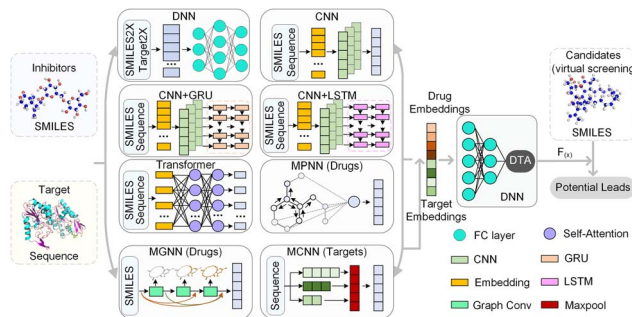 DNN
SMILES2X
Target2X
CNN
SMILES
Sequence
Inhibitors
SMILES
CNN+GRU
SMILES
Sequence
CNN+LSTM
SMILES
Sequence
Transformer
SMILES
Sequence
MPNN (Drugs)
Target
Sequence
MGNN (Drugs)
SMILES
MCNN (Targets)
Sequence
Drug
Embeddings
Target
Embeddings
DTA
DNN
Candidates
(virtual screening)
SMILES
F(x)
Potential Leads
FC layer
Self-Attention
CNN
GRU
Embedding
LSTM
Graph Conv
Maxpool